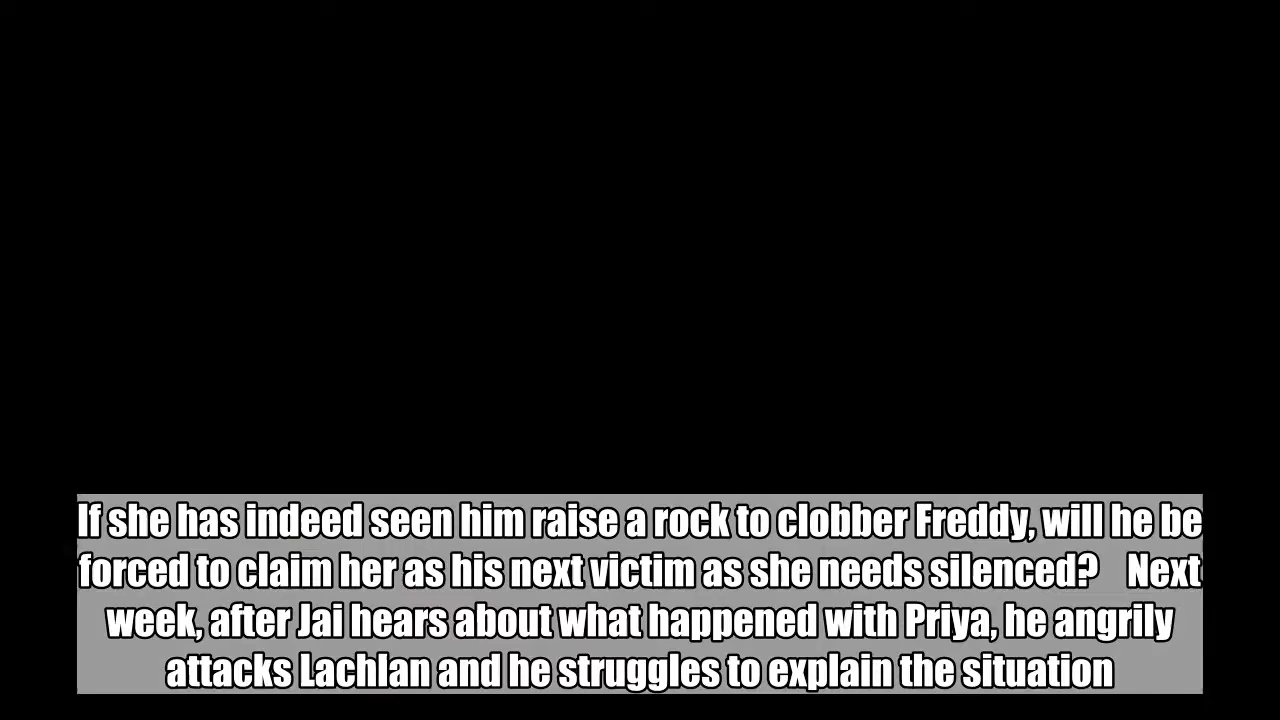 If she has indeed seen him raise a rock to clobber Freddy, will he be
forced to claim her as his next victim as she needs silenced?    Next
week, after Jai hears about what happened with Priya, he angrily
attacks Lachlan and he struggles to explain the situation